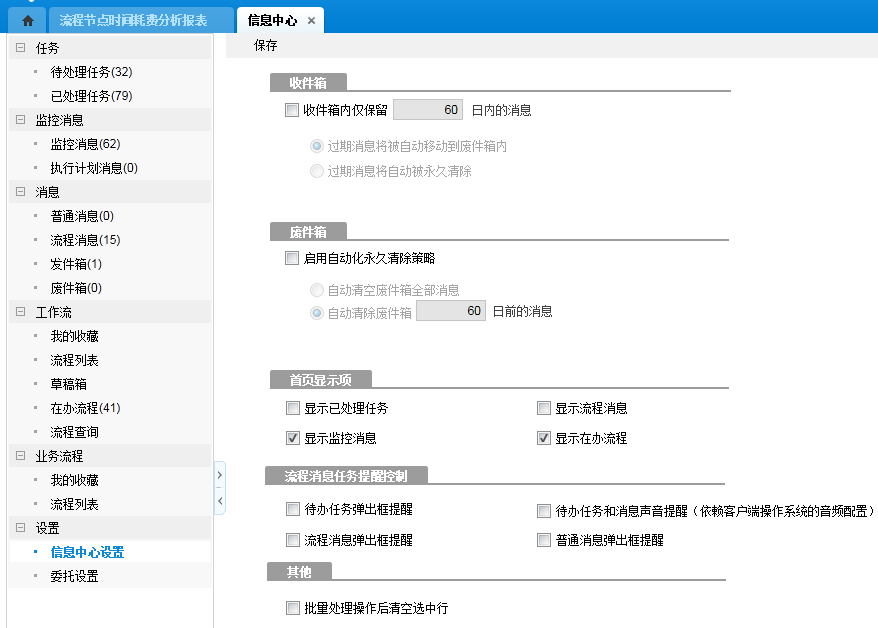 流程节点时间耗费分析报表 信息中心 ×
任务
待处理任务(32)
已处理任务(79)
监控消息
监控消息(62)
执行计划消息(0)
消息
普通消息(0)
流程消息(15)
发件箱(1)
废件箱(0)
工作流
我的收藏
流程列表
草稿箱
在办流程(41)
流程查询
业务流程
我的收藏
流程列表
设置
信息中心设置
委托设置
保存
收件箱
收件箱内仅保留 60 日内的消息
过期消息将被自动移动到废件箱内
过期消息将自动被永久清除
废件箱
启用自动化永久清除策略
自动清空废件箱全部消息
自动清除废件箱 60 日前的消息
首页显示项
显示已处理任务 显示流程消息
显示监控消息 显示在办流程
流程消息任务提醒控制
待办任务弹出框提醒 待办任务和消息声音提醒（依赖客户端操作系统的音频配置）
流程消息弹出框提醒 普通消息弹出框提醒
其他
批量处理操作后清空选中行